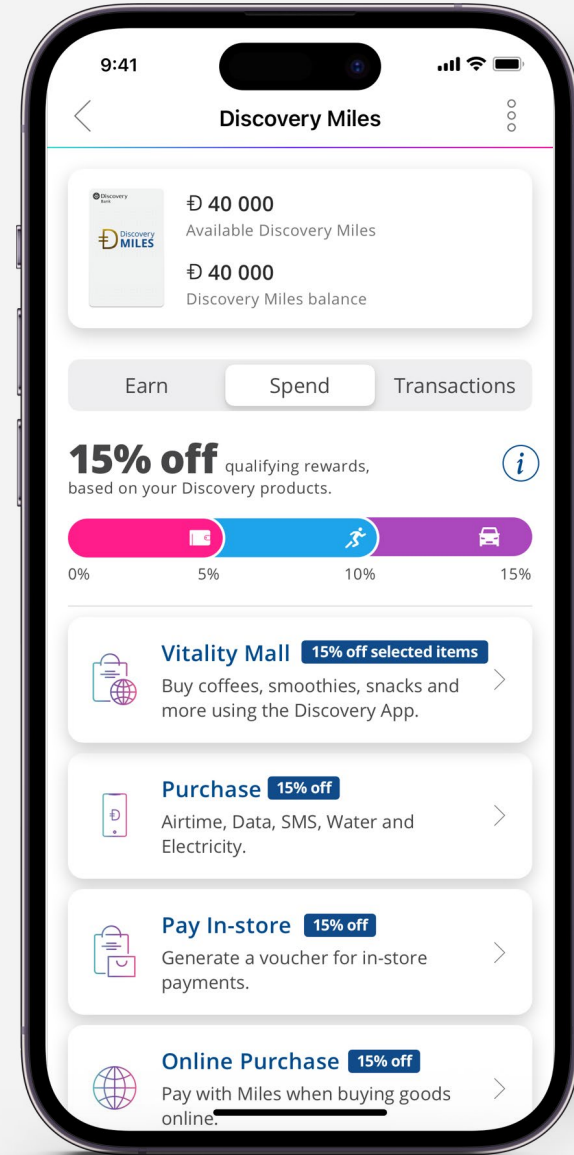 9:41
Discovery Miles
Discovery
Bank
Discovery
MILES
Đ 40 000
Available Discovery Miles
Đ 40 000
Discovery Miles balance
Earn Spend Transactions
15% off qualifying rewards,
based on your Discovery products.
i
0% 5% 10% 15%
Vitality Mall 15% off selected items
Buy coffees, smoothies, snacks and
more using the Discovery App.
Purchase 15% off
Airtime, Data, SMS, Water and
Electricity.
Pay In-store 15% off
Generate a voucher for in-store
payments.
Online Purchase 15% off
Pay with Miles when buying goods
online.